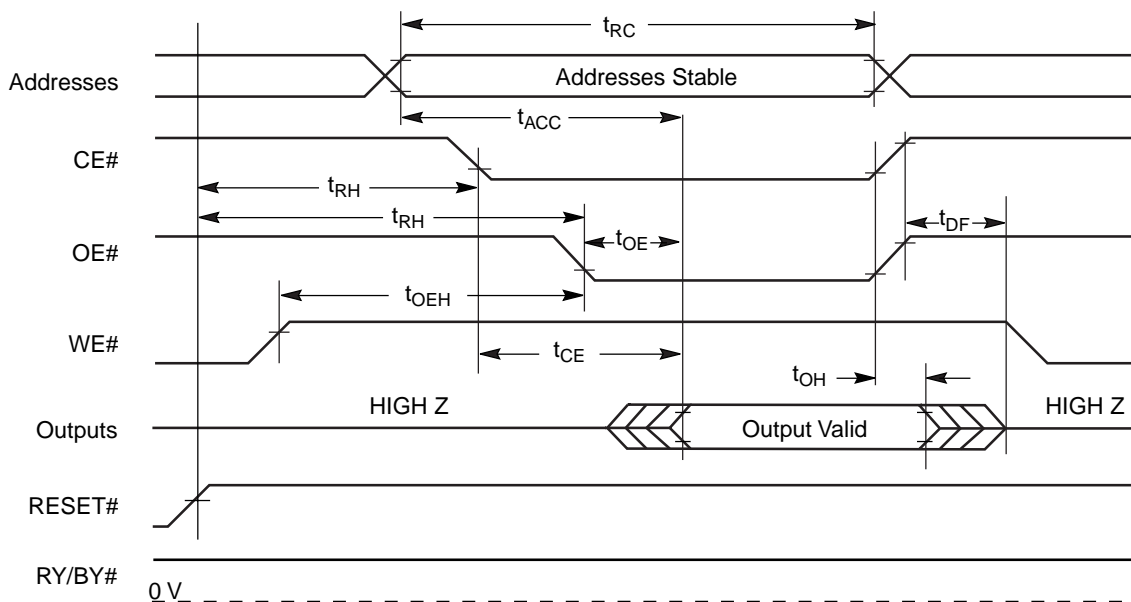 tRC
Addresses
Addresses Stable
tACC
CE#
tRH
tRH
tOE
tDF
OE#
tOEH
WE#
tCE
tOH
HIGH Z
HIGH Z
Outputs
Output Valid
RESET#
RY/BY#
0 V